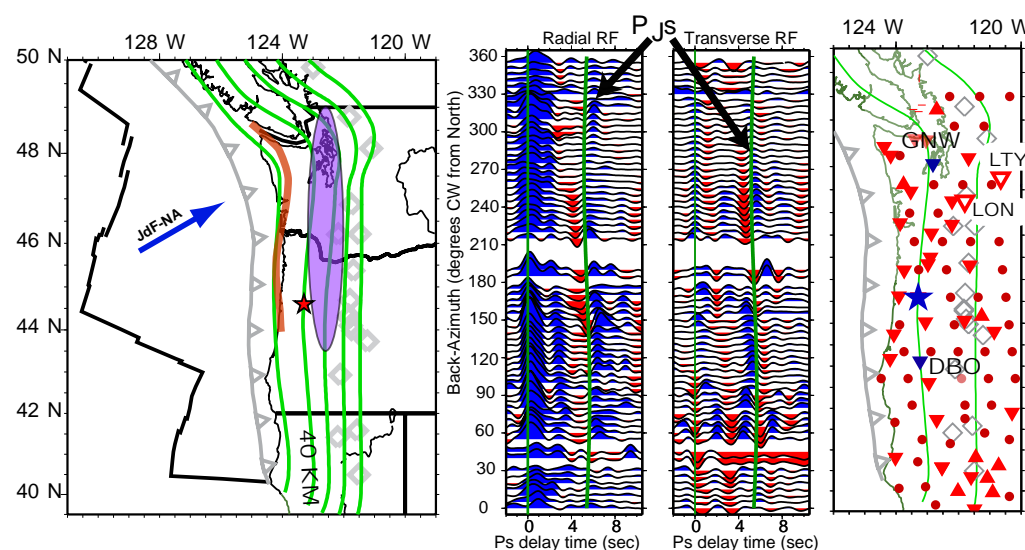 128 W
124 W
120 W
50 N
48 N
46 N
44 N
42 N
40 N
JdF-NA
40 KM
P JS
Radial RF
Transverse RF
Back-Azimuth (degrees CW from North)
360
330
300
270
240
210
180
150
120
90
60
30
0
0
4
8
0
4
8
Ps delay time (sec)
Ps delay time (sec)
124 W
120 W
GNW
LTY
LON
DBO